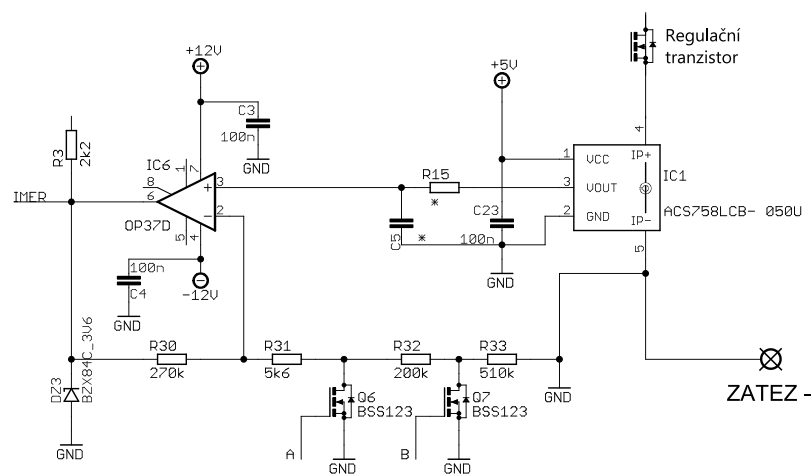 +12V
C3
100n
GND
+5V
Regulační
tranzistor
R3
2k2
IMER
IC6
1
7
8
6
+
3
−
2
5
4
OP37D
100n
C4
GND
-12V
R15
*
C5
*
C23
100n
GND
4
1
VCC
IP+
IC1
3
VOUT
2
GND
IP-
5
ACS758LCB- 050U
DZ3
BZX84C_3V6
GND
R30
270k
R31
5k6
R32
200k
R33
510k
Q6
BSS123
A
GND
Q7
BSS123
B
GND
GND
ZATEZ -